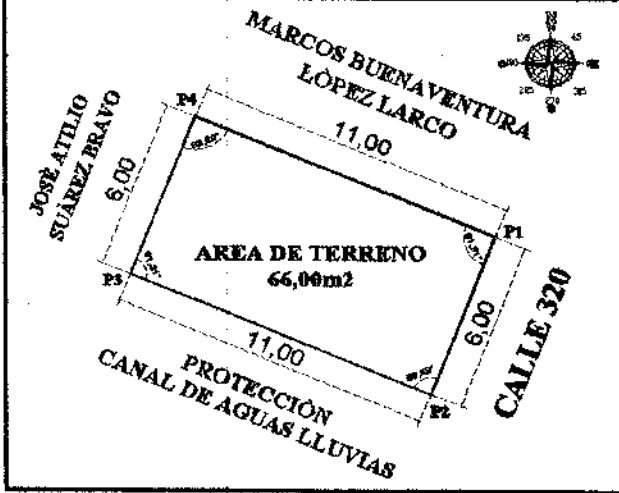 MARCOS BUENAVENTURA
LÓPEZ LARCO
JOSÉ ATILIO
SUÁREZ BRAVO
P4
11,00
6,00
P1
AREA DE TERRENO
66,00m2
P3
6,00
CALLE 320
11,00
P2
PROTECCIÓN
CANAL DE AGUAS LLUVIAS